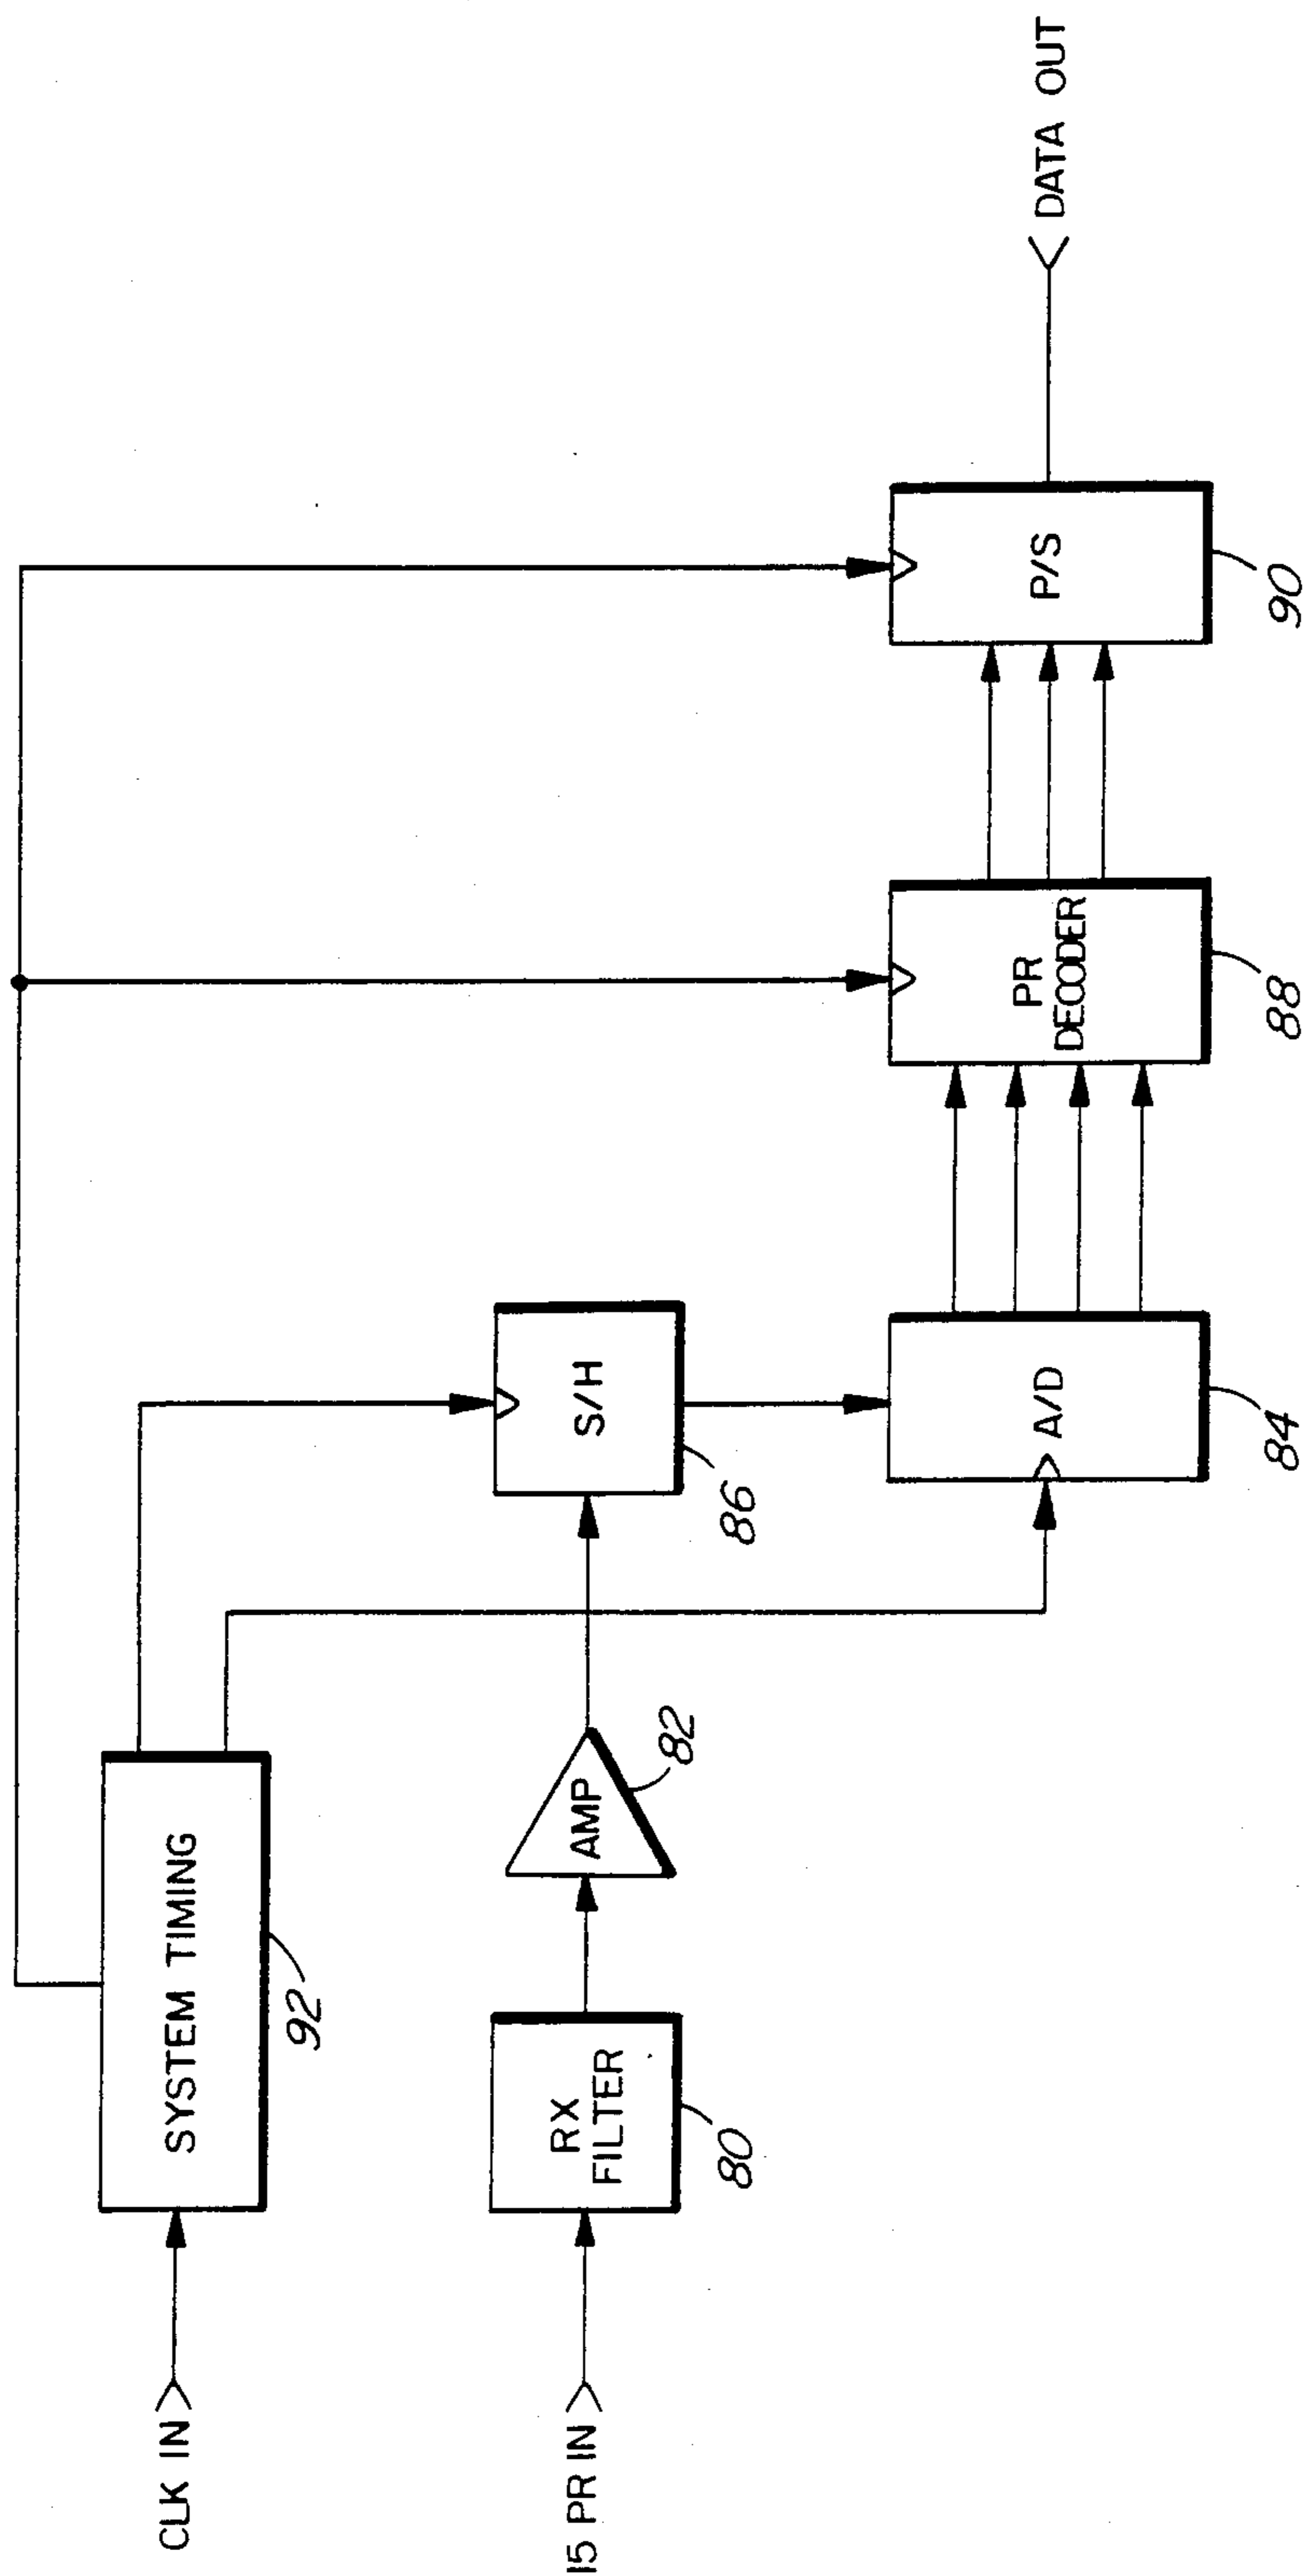 CLK IN
SYSTEM TIMING
92
15 PR IN
RX
FILTER
80
AMP
82
S/H
86
A/D
84
PR
DECODER
88
P/S
90
DATA OUT